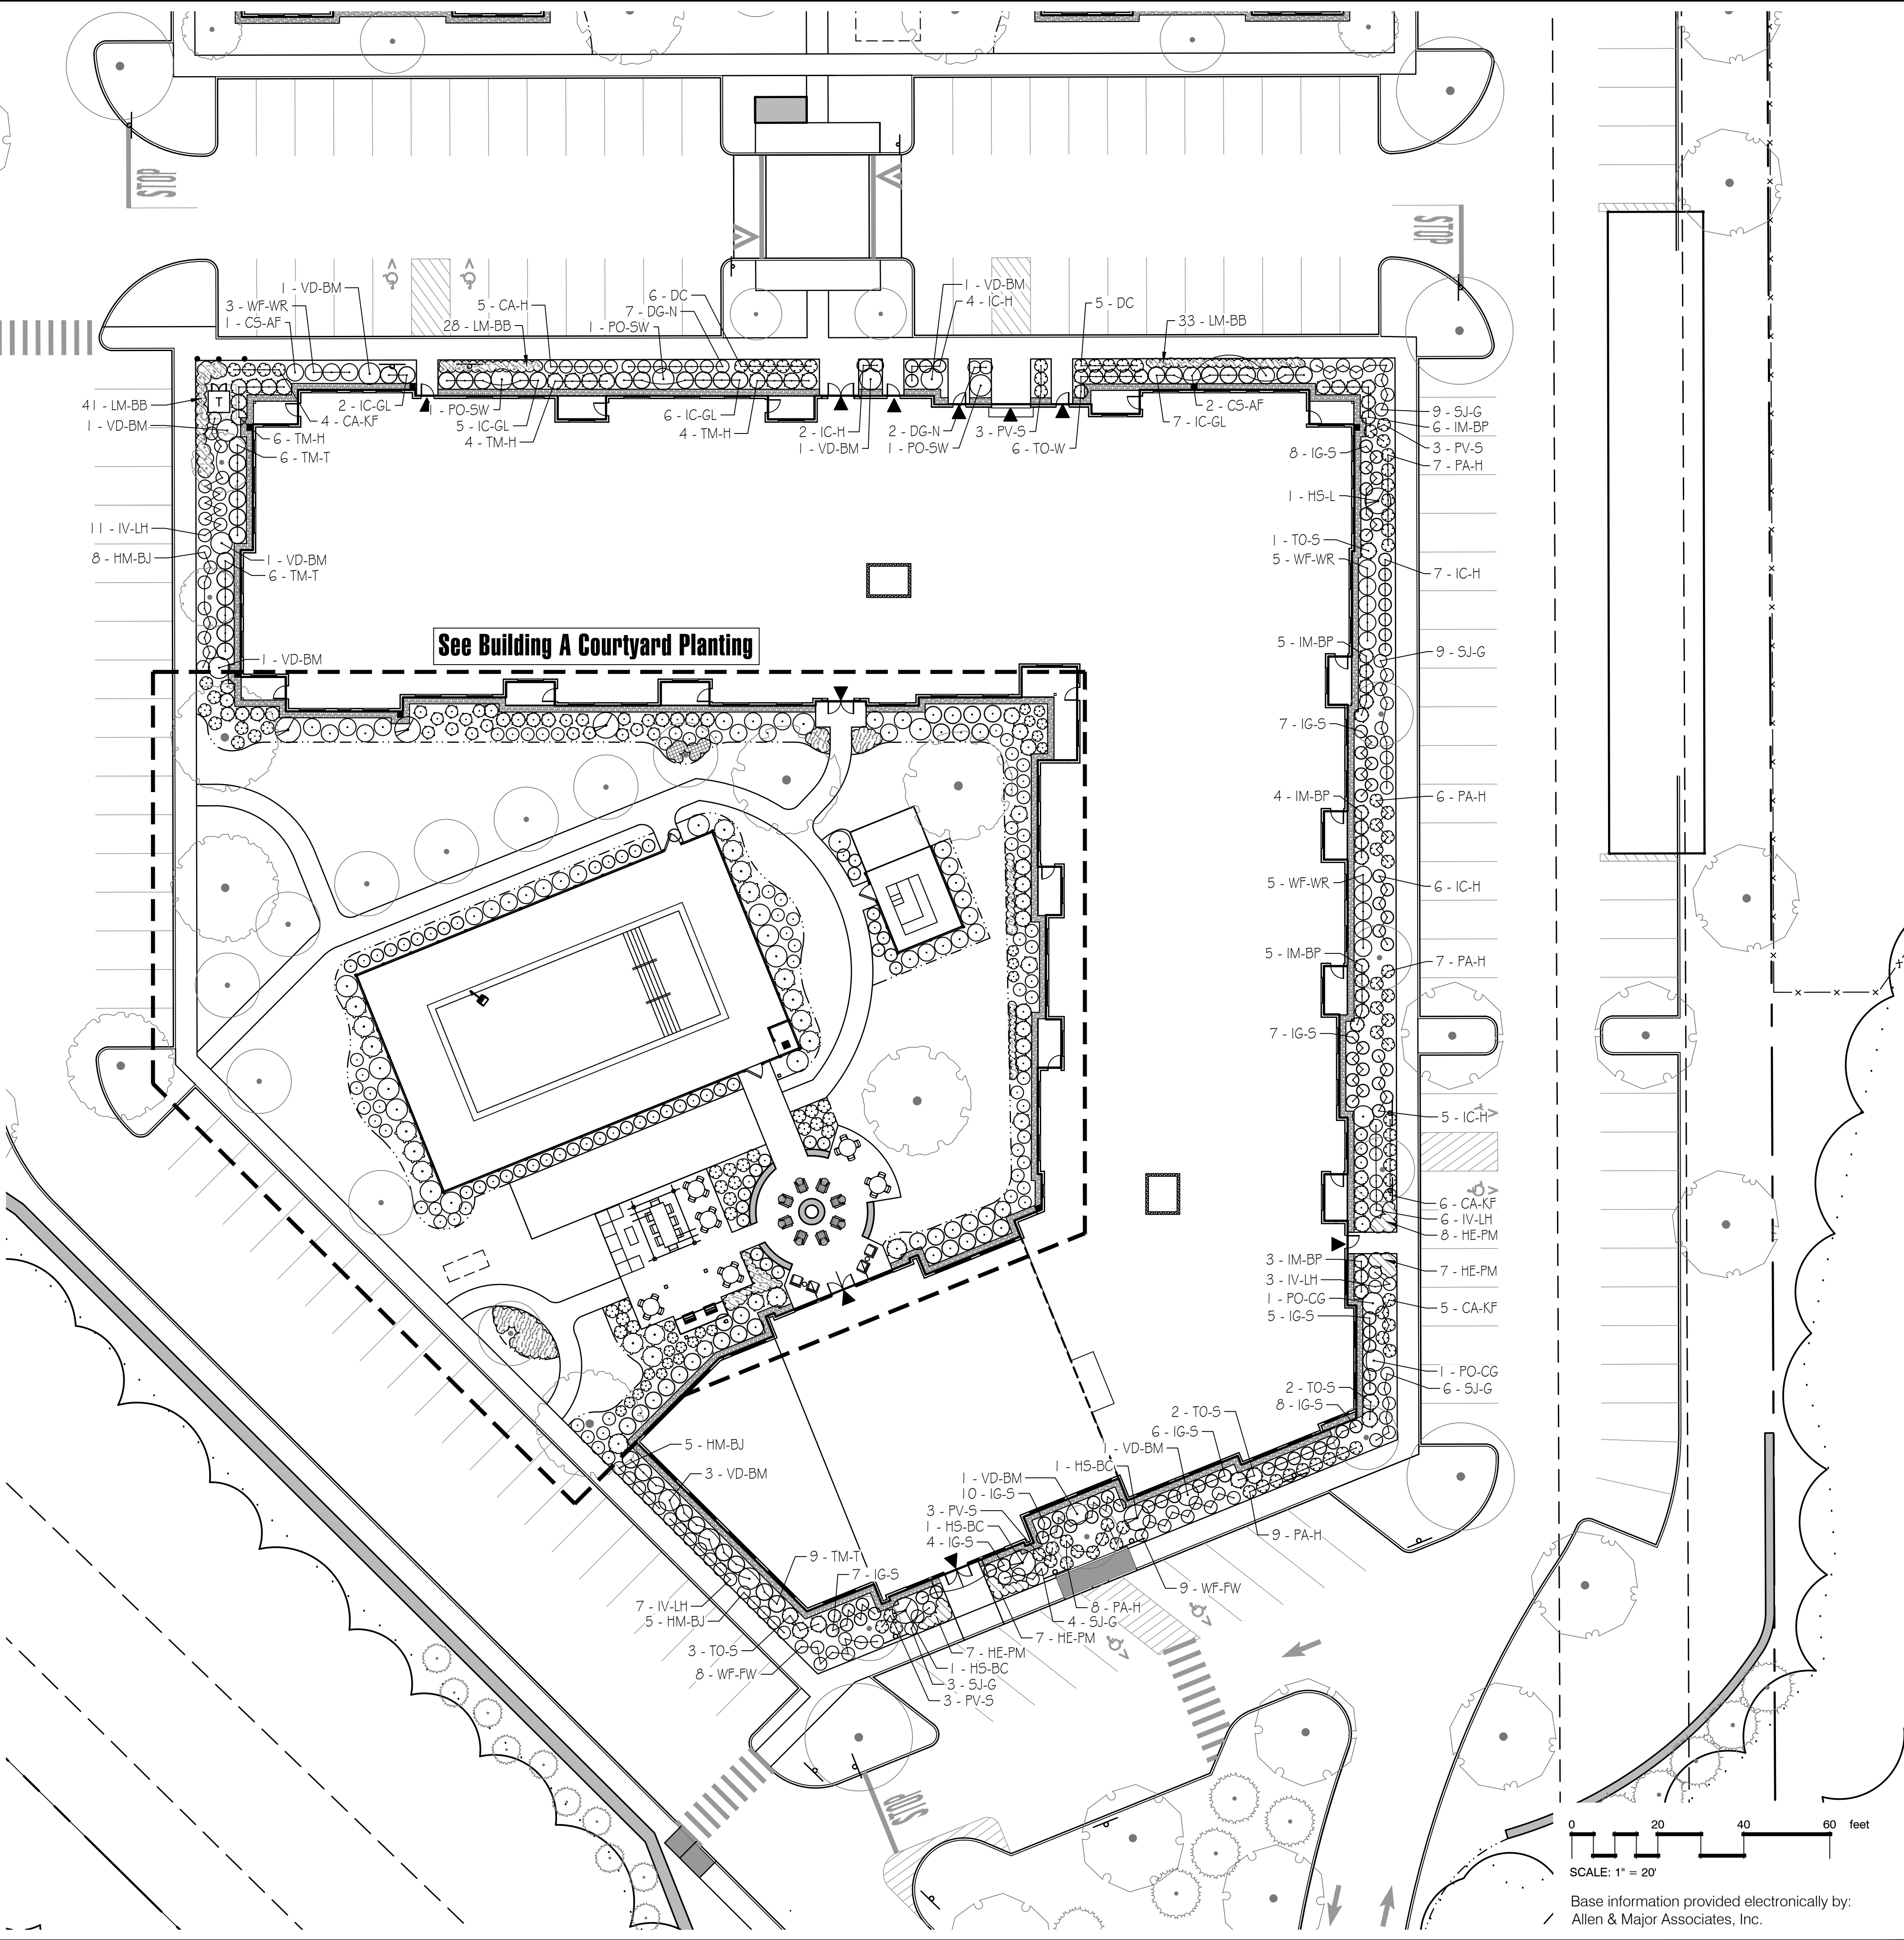 STOP
STOP
1 - VD-BM
3 - WF-WR
1 - CS-AF
5 - CA-H
28 - LM-BB
6 - DC
7 - DG-N
1 - PO-SW
1 - VD-BM
4 - IC-H
5 - DC
33 - LM-BB
41 - LM-BB
1 - VD-BM
T
2 - IC-GL
4 - CA-KF
6 - TM-H
6 - TM-T
1 - PO-SW
5 - IC-GL
4 - TM-H
6 - IC-GL
4 - TM-H
2 - IC-H
1 - VD-BM
2 - DG-N
1 - PO-SW
3 - PV-S
6 - TO-W
7 - IC-GL
2 - CS-AF
9 - SJ-G
6 - IM-BP
3 - PV-S
7 - PA-H
8 - IG-S
1 - HS-L
11 - IV-LH
8 - HM-BJ
1 - VD-BM
6 - TM-T
1 - TO-S
5 - WF-WR
7 - IC-H
See Building A Courtyard Planting
1 - VD-BM
5 - IM-BP
9 - SJ-G
7 - IG-S
4 - IM-BP
6 - PA-H
5 - WF-WR
6 - IC-H
5 - IM-BP
7 - PA-H
7 - IG-S
5 - IC-H
6 - CA-KF
6 - IV-LH
8 - HE-PM
3 - IM-BP
3 - IV-LH
1 - PO-CG
5 - IG-S
7 - HE-PM
5 - CA-KF
1 - PO-CG
6 - SJ-G
2 - TO-S
8 - IG-S
2 - TO-S
6 - IG-S
1 - VD-BM
1 - HS-BC
5 - HM-BJ
3 - VD-BM
1 - VD-BM
10 - IG-S
3 - PV-S
1 - HS-BC
4 - IG-S
9 - PA-H
9 - TM-T
7 - IG-S
9 - WF-FW
7 - IV-LH
5 - HM-BJ
8 - PA-H
4 - SJ-G
7 - HE-PM
3 - TO-S
8 - WF-FW
7 - HE-PM
1 - HS-BC
3 - SJ-G
3 - PV-S
STOP
0 20 40 60 feet
SCALE: 1" = 20'
Base information provided electronically by:
Allen & Major Associates, Inc.